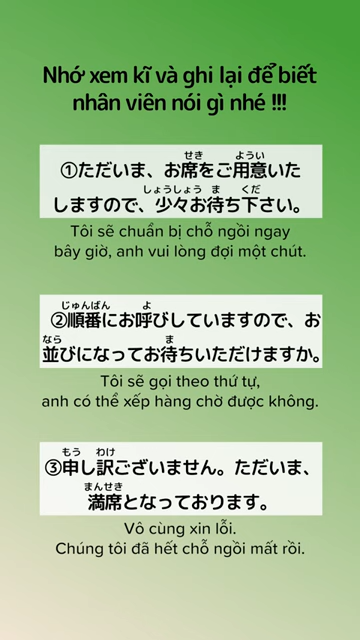 Nhớ xem kĩ và ghi lại để biết
nhân viên nói gì nhé !!!
せき ようい
①ただいま、お席をご用意いた
しょうしょう ま くだ
しますので、少々お待ち下さい。
Tôi sẽ chuẩn bị chỗ ngồi ngay
bây giờ, anh vui lòng đợi một chút.
じゅんばん よ
②順番にお呼びしていますので、お
なら ま
並びになってお待ちいただけますか。
Tôi sẽ gọi theo thứ tự,
anh có thể xếp hàng chờ được không.
もう わけ
③申し訳ございません。ただいま、
まんせき
満席となっております。
Vô cùng xin lỗi.
Chúng tôi đã hết chỗ ngồi mất rồi.